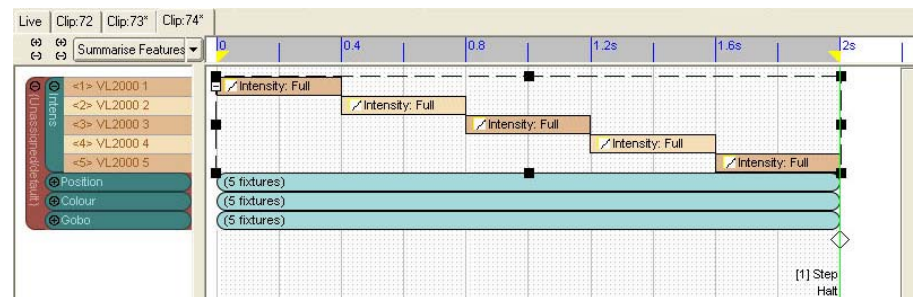 Live Clip:72 Clip:73* Clip:74*
Summarise Features
0 0.4 0.8 1.2s 1.6s 2s
{Unassigned/default}
Intens
<1> VL2000 1 Intensity: Full
<2> VL2000 2 Intensity: Full
<3> VL2000 3 Intensity: Full
<4> VL2000 4 Intensity: Full
<5> VL2000 5 Intensity: Full
Position (5 fixtures)
Colour (5 fixtures)
Gobo (5 fixtures)
[1] Step
Halt